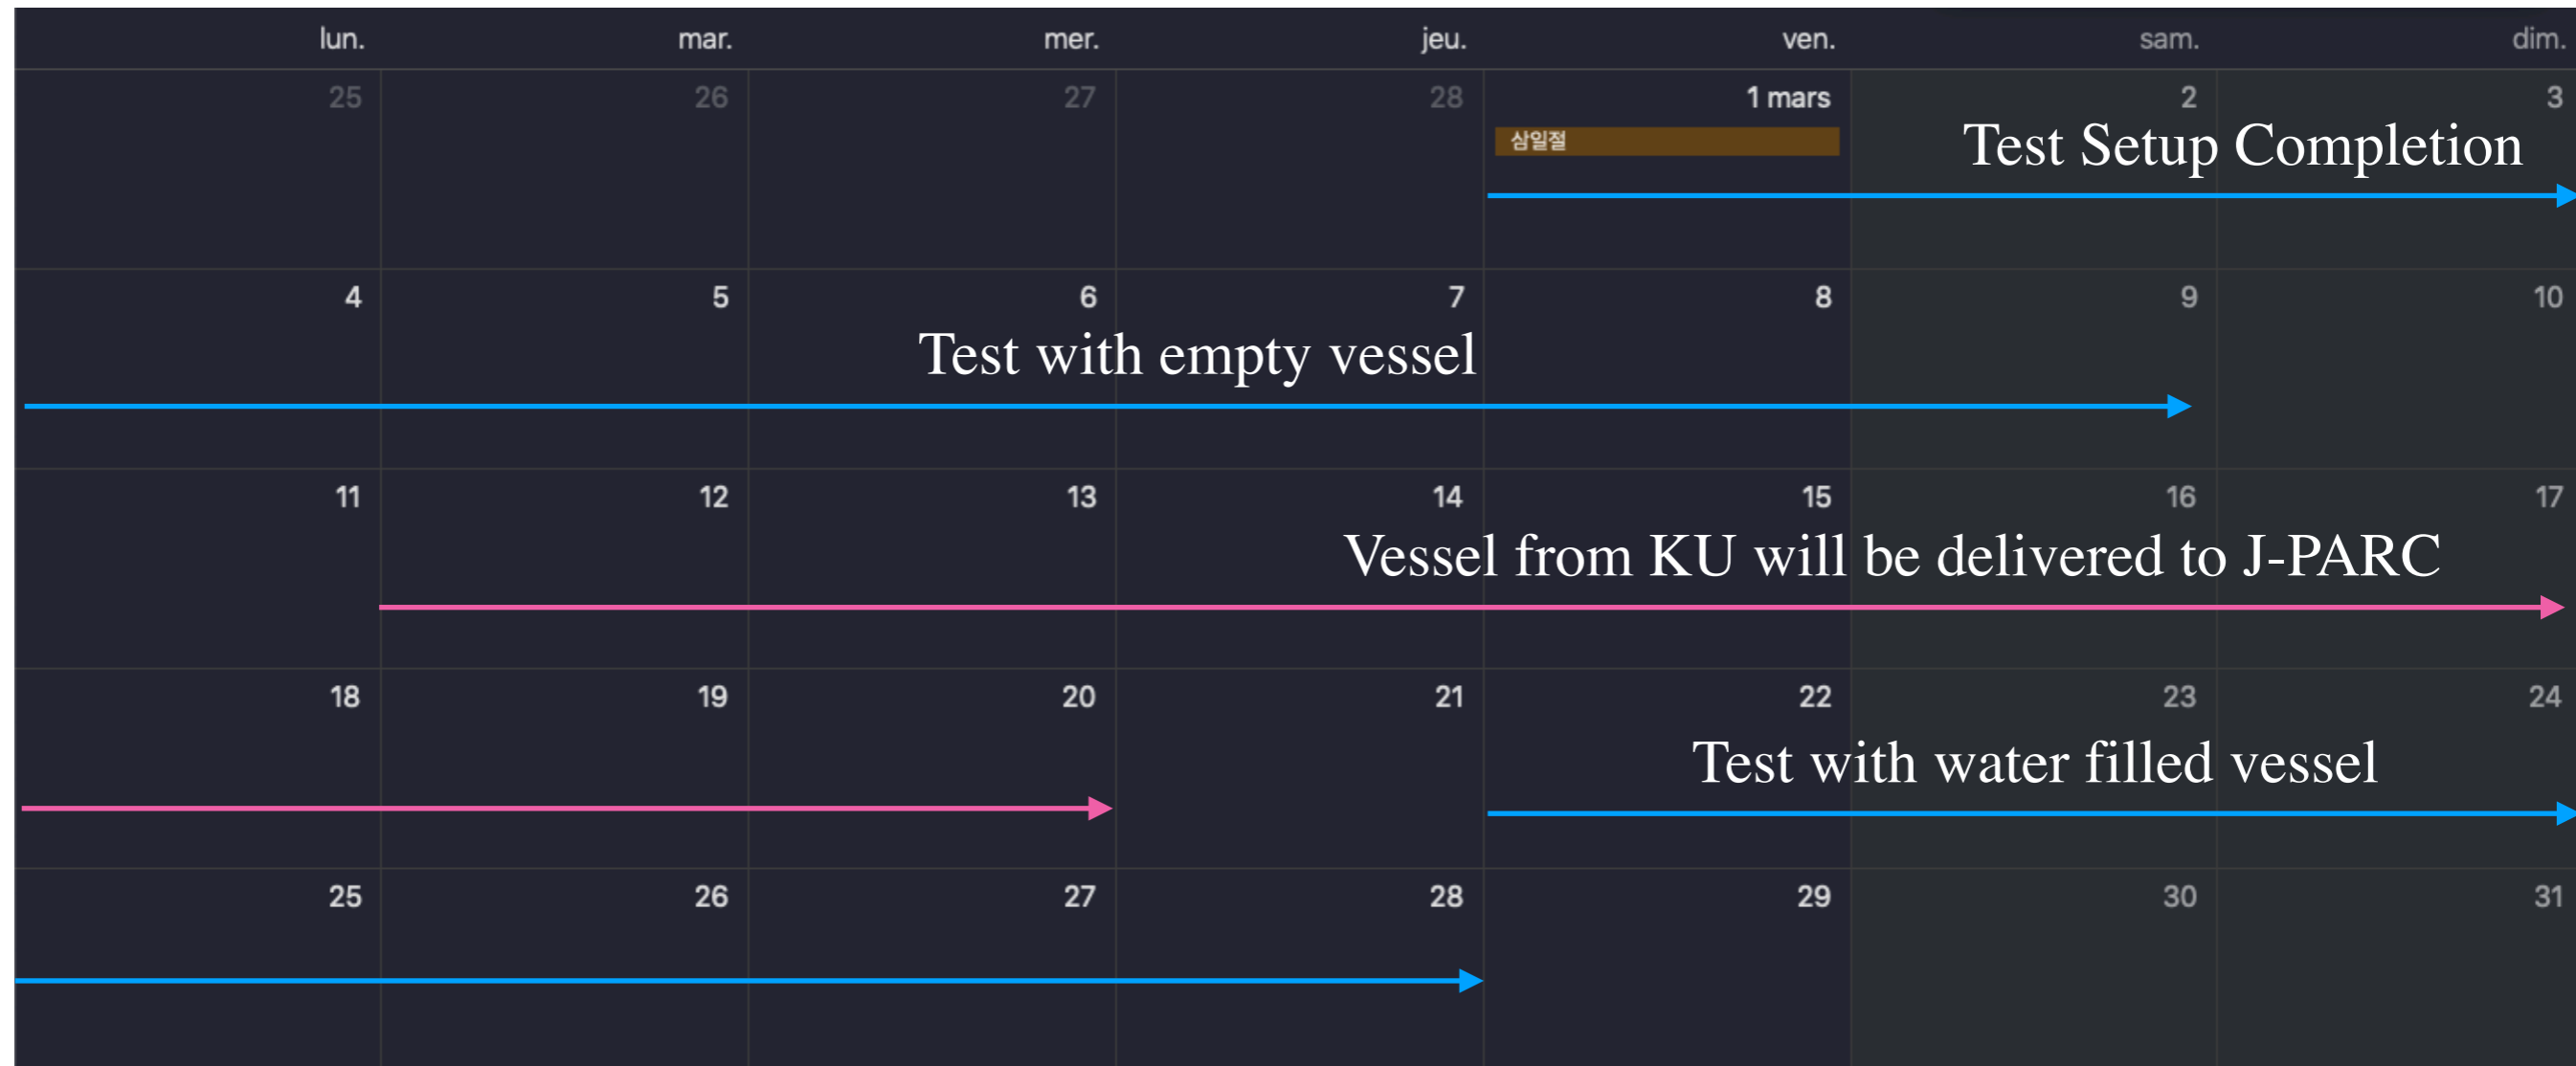 lun. mar. mer. jeu. ven. sam. dim.
25 26 27 28 1 mars 2 3
삼일절
Test Setup Completion
4 5 6 7 8 9 10
Test with empty vessel
11 12 13 14 15 16 17
Vessel from KU will be delivered to J-PARC
18 19 20 21 22 23 24
Test with water filled vessel
25 26 27 28 29 30 31